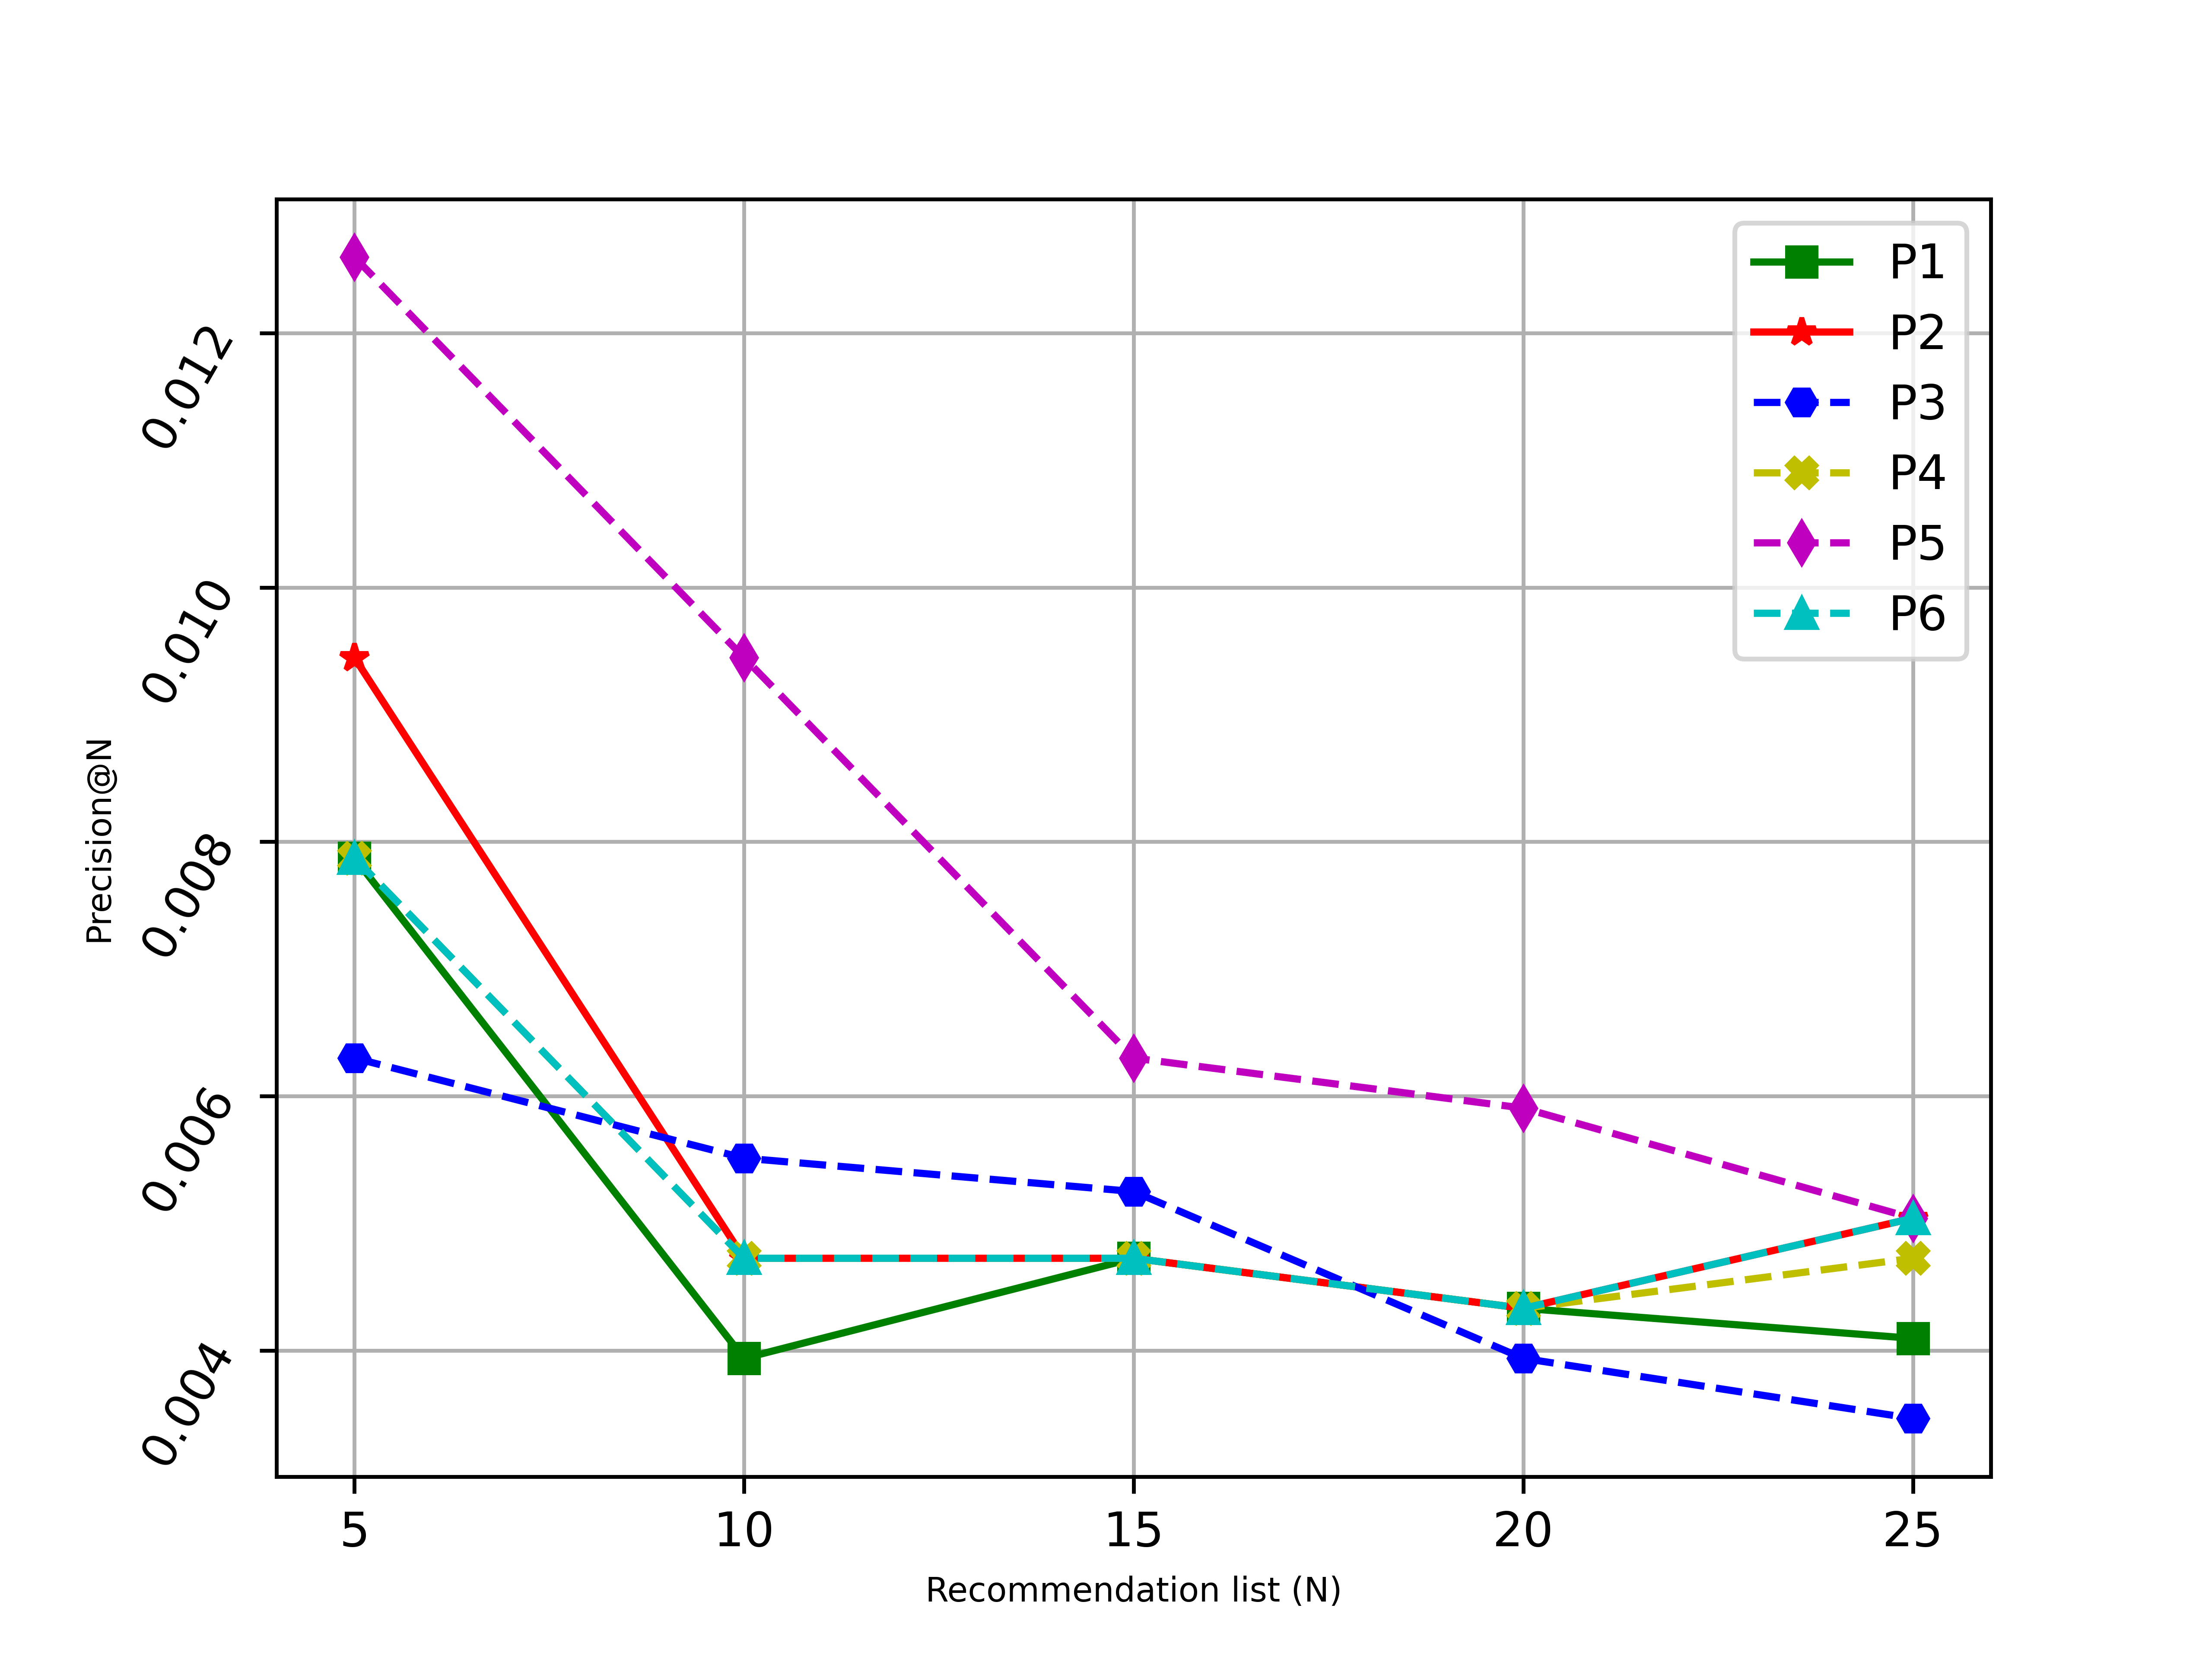 0.012
0.010
0.008
0.006
0.004
Precision@N
5 10 15 20 25
Recommendation list (N)
P1
P2
P3
P4
P5
P6